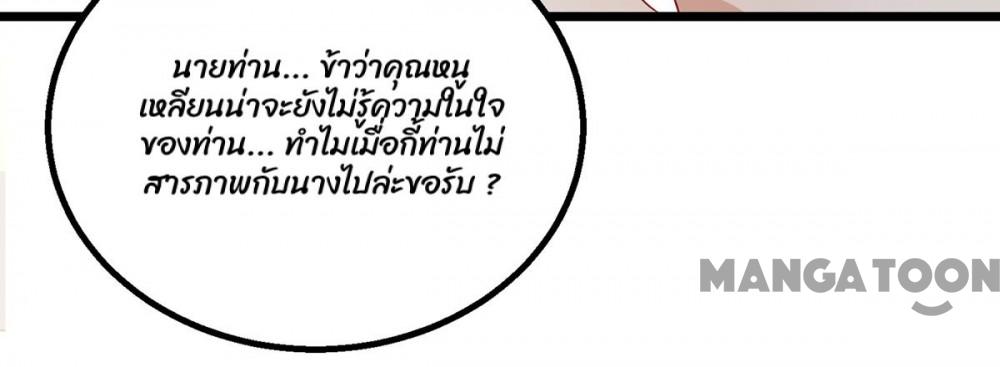 นายท่าน... ข้าว่าคุณหนู
เหลียนน่าจะยังไม่รู้ความในใจ
ของท่าน... ทำไมเมื่อกี้ท่านไม่
สารภาพกับนางไปล่ะขอรับ ?
MANGATOON